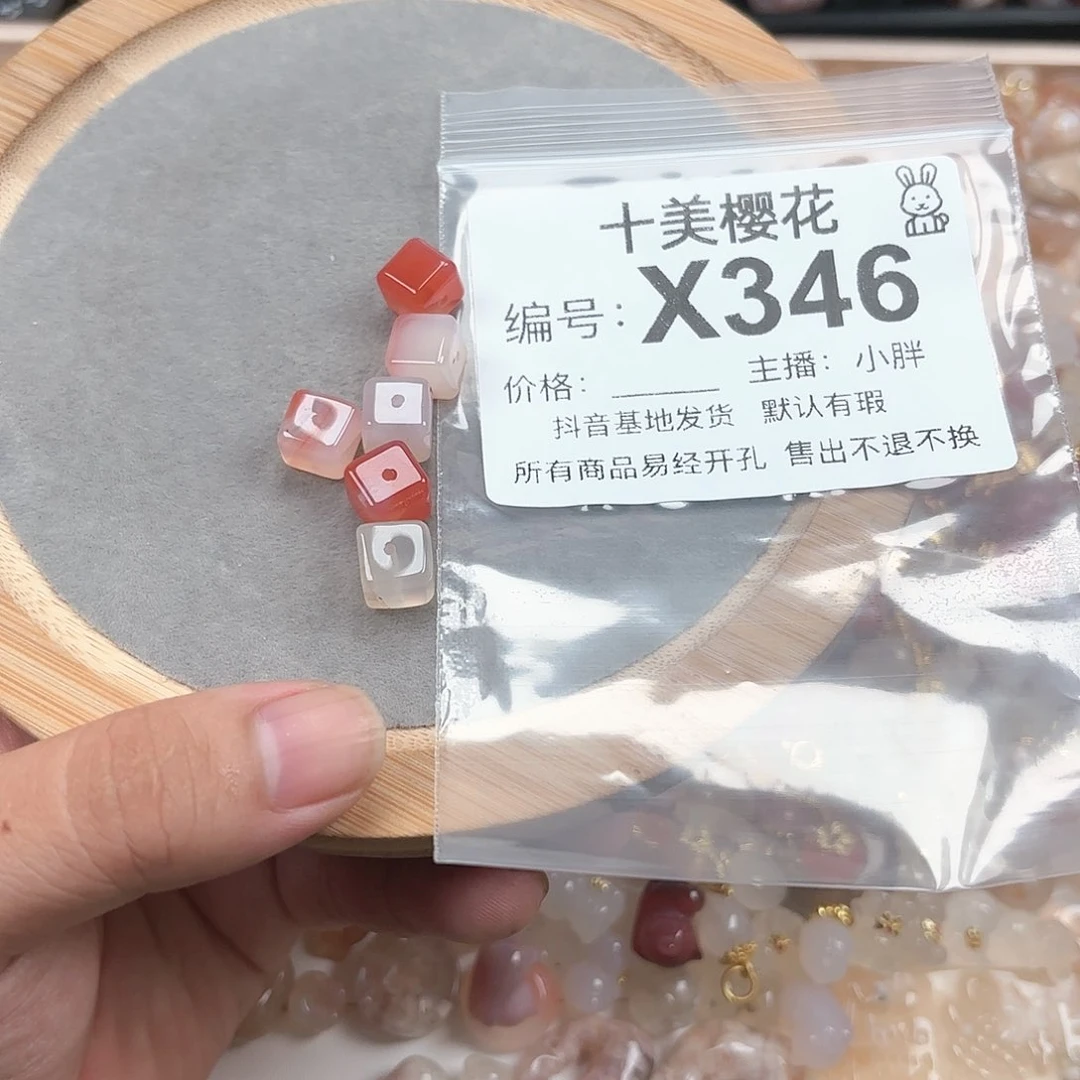 十美樱花
编号：X346
价格：______ 主播：小胖
抖音基地发货 默认有瑕
所有商品易经开孔 售出不退不换